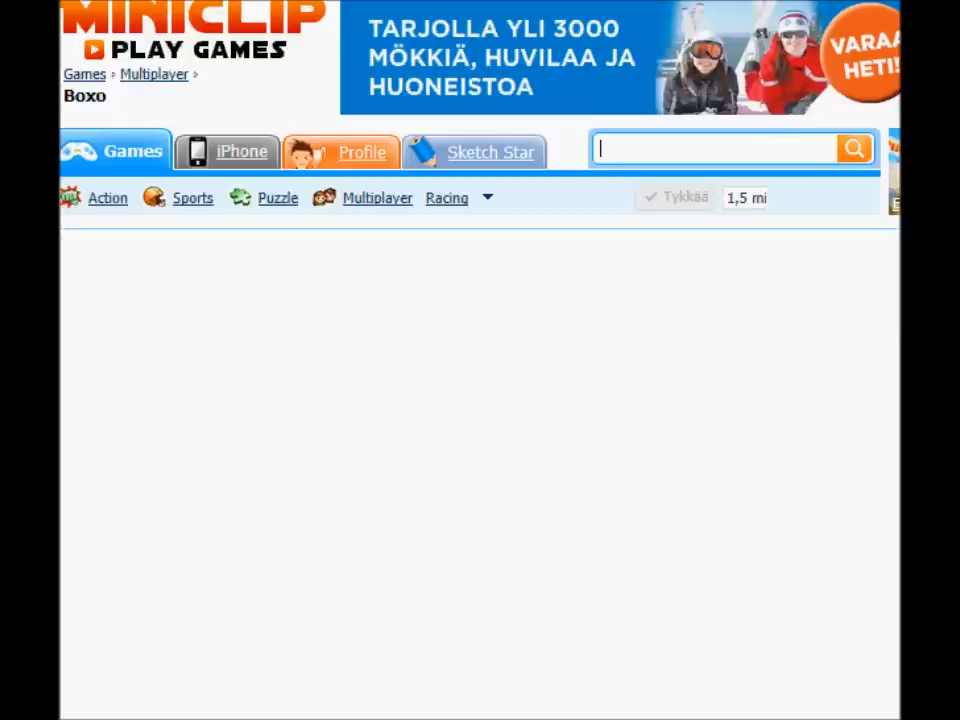 MINICLIP
PLAY GAMES
Games › Multiplayer ›
Boxo
TARJOLLA YLI 3000
MÖKKIÄ, HUVILAA JA
HUONEISTOA
VARAA
HETI!
Games
iPhone
Profile
Sketch Star
Action
Sports
Puzzle
Multiplayer
Racing
Tykkää
1,5 mi